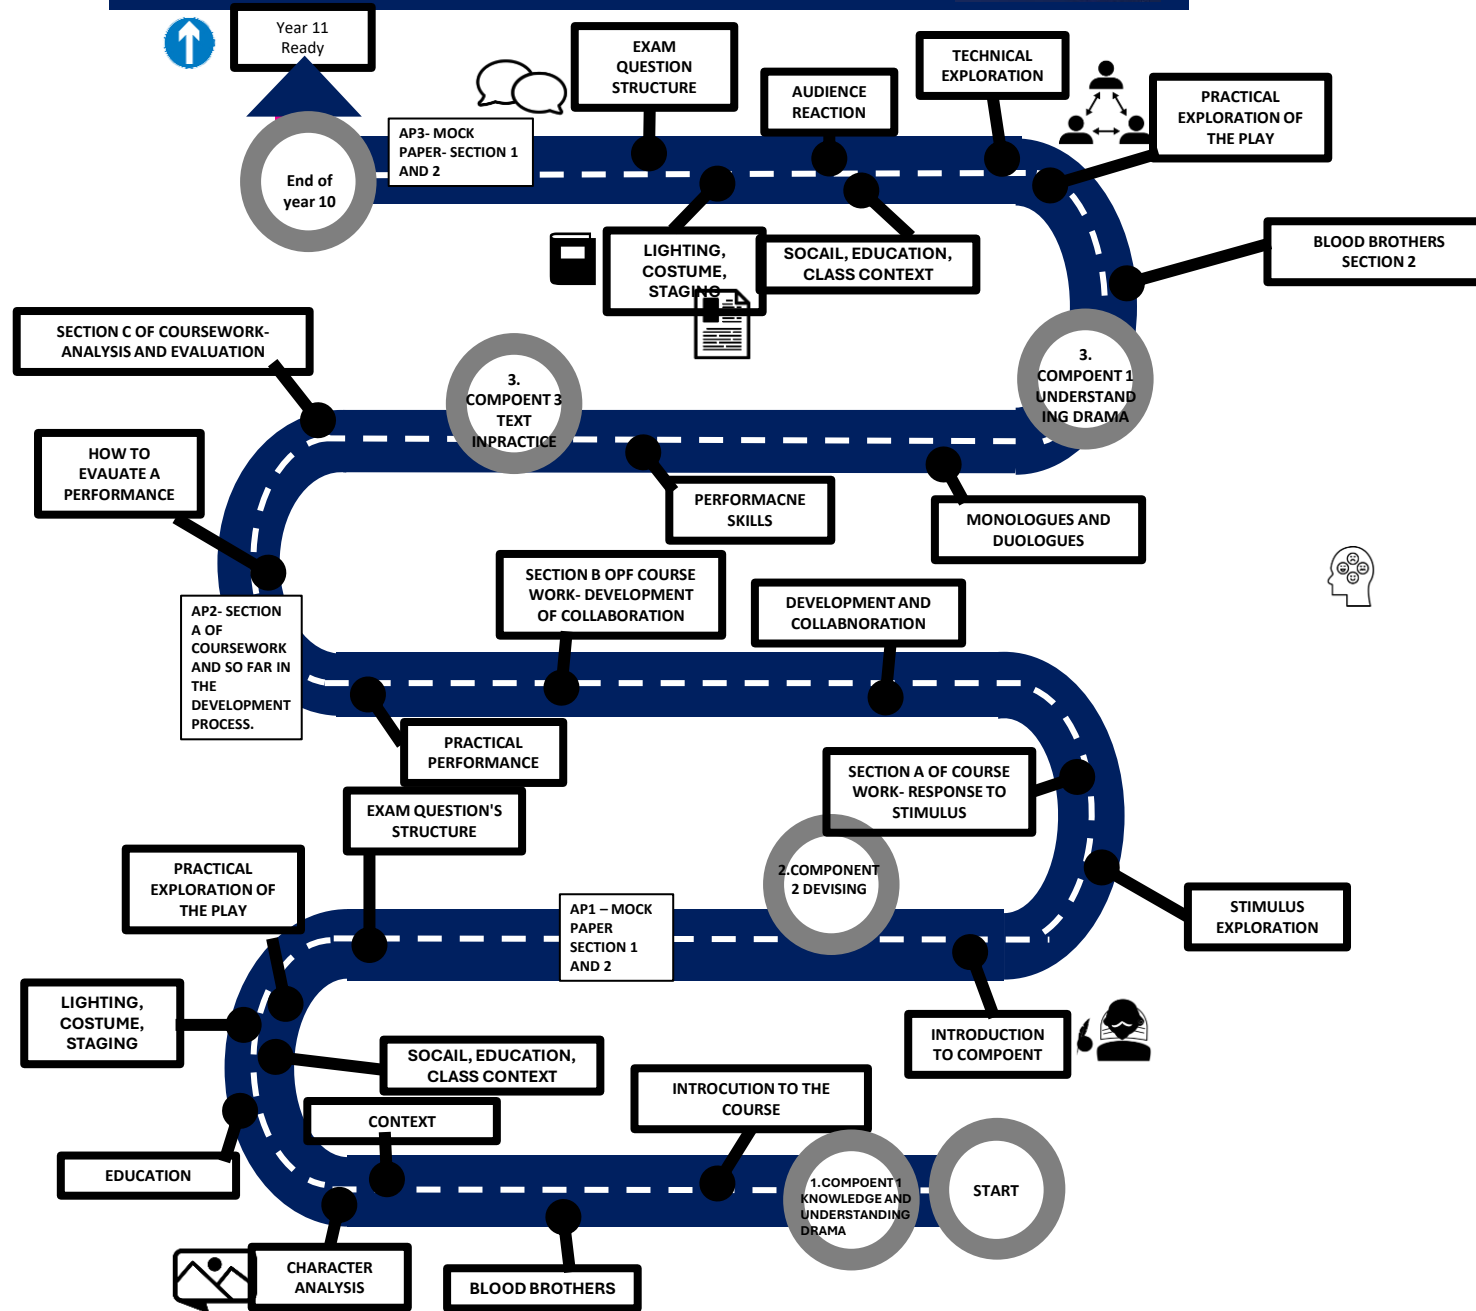 Year 11
Ready
EXAM
QUESTION
STRUCTURE
TECHNICAL
EXPLORATION
AUDIENCE
REACTION
PRACTICAL
EXPLORATION OF
THE PLAY
AP3- MOCK
PAPER- SECTION 1
AND 2
End of
year 10
LIGHTING,
COSTUME,
STAGING
SOCAIL, EDUCATION,
CLASS CONTEXT
BLOOD BROTHERS
SECTION 2
SECTION C OF COURSEWORK-
ANALYSIS AND EVALUATION
3.
COMPOENT 3
TEXT
INPRACTICE
3.
COMPOENT 1
UNDERSTAND
ING DRAMA
HOW TO
EVAUATE A
PERFORMANCE
PERFORMACNE
SKILLS
MONOLOGUES AND
DUOLOGUES
SECTION B OPF COURSE
WORK- DEVELOPMENT
OF COLLABORATION
DEVELOPMENT AND
COLLABNORATION
AP2- SECTION
A OF
COURSEWORK
AND SO FAR IN
THE
DEVELOPMENT
PROCESS.
PRACTICAL
PERFORMANCE
SECTION A OF COURSE
WORK- RESPONSE TO
STIMULUS
EXAM QUESTION'S
STRUCTURE
PRACTICAL
EXPLORATION OF
THE PLAY
2.COMPONENT
2 DEVISING
AP1 – MOCK
PAPER
SECTION 1
AND 2
STIMULUS
EXPLORATION
LIGHTING,
COSTUME,
STAGING
INTRODUCTION
TO COMPOENT
SOCAIL, EDUCATION,
CLASS CONTEXT
INTROCUTION TO THE
COURSE
CONTEXT
EDUCATION
1.COMPOENT 1
KNOWLEDGE AND
UNDERSTANDING
DRAMA
START
CHARACTER
ANALYSIS
BLOOD BROTHERS